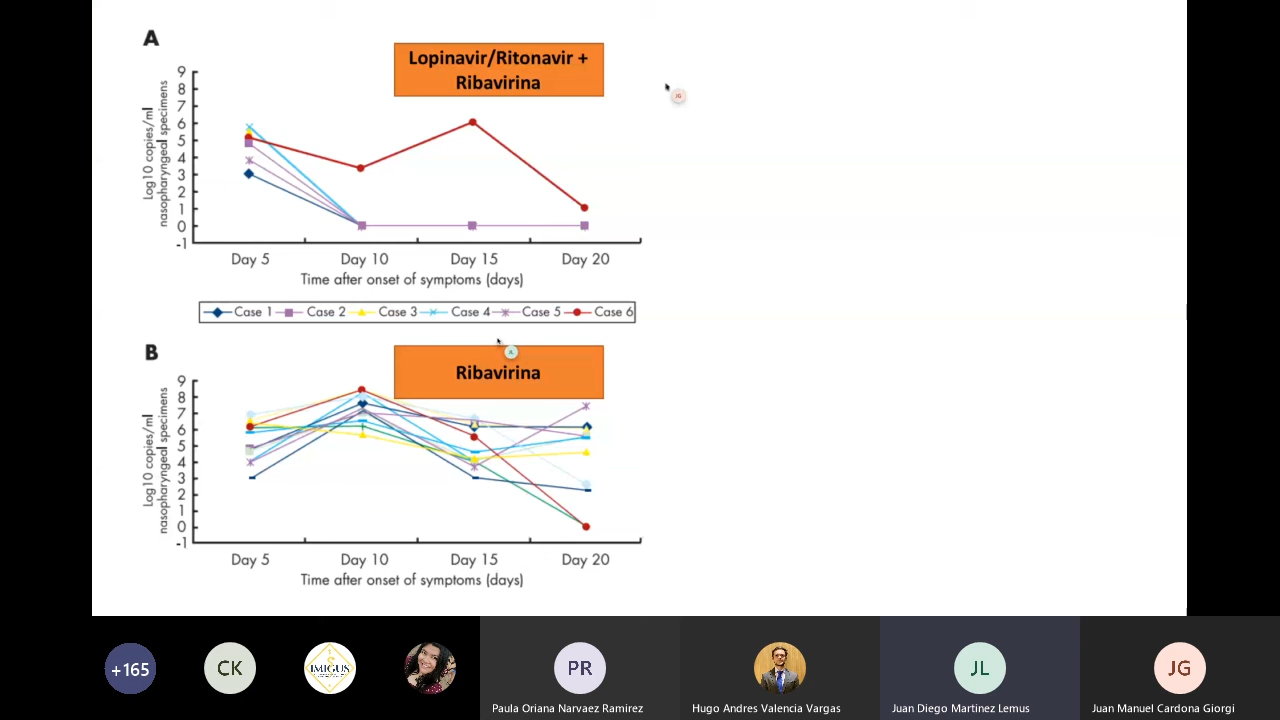 A
Lopinavir/Ritonavir +
Ribavirina
JG
Log10 copies/ml
nasopharyngeal specimens
9
8
7
6
5
4
3
2
1
0
-1
Day 5 Day 10 Day 15 Day 20
Time after onset of symptoms (days)
Case 1 Case 2 Case 3 Case 4 Case 5 Case 6
B
JL
Ribavirina
Log10 copies/ml
nasopharyngeal specimens
9
8
7
6
5
4
3
2
1
0
-1
Day 5 Day 10 Day 15 Day 20
Time after onset of symptoms (days)
+165 CK IMIGUS PR JL JG
Paula Oriana Narvaez Ramirez Hugo Andres Valencia Vargas Juan Diego Martinez Lemus Juan Manuel Cardona Giorgi